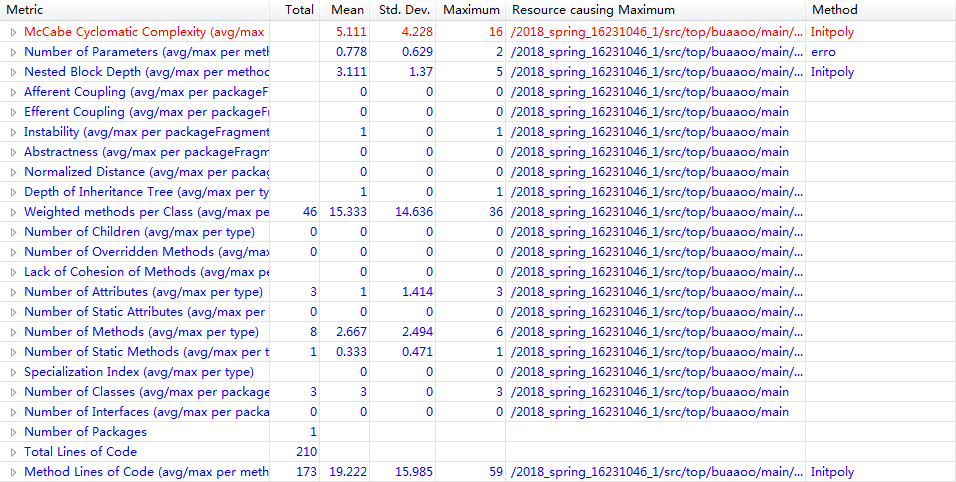 Metric Total Mean Std. Dev. Maximum Resource causing Maximum Method
McCabe Cyclomatic Complexity (avg/max 5.111 4.228 16 /2018_spring_16231046_1/src/top/buaaoo/main/... Initpoly
Number of Parameters (avg/max per meth 0.778 0.629 2 /2018_spring_16231046_1/src/top/buaaoo/main/... erro
Nested Block Depth (avg/max per method 3.111 1.37 5 /2018_spring_16231046_1/src/top/buaaoo/main/... Initpoly
Afferent Coupling (avg/max per packageF 0 0 0 /2018_spring_16231046_1/src/top/buaaoo/main
Efferent Coupling (avg/max per packageFr 0 0 0 /2018_spring_16231046_1/src/top/buaaoo/main
Instability (avg/max per packageFragment 1 0 1 /2018_spring_16231046_1/src/top/buaaoo/main
Abstractness (avg/max per packageFragm 0 0 0 /2018_spring_16231046_1/src/top/buaaoo/main
Normalized Distance (avg/max per packag 0 0 0 /2018_spring_16231046_1/src/top/buaaoo/main
Depth of Inheritance Tree (avg/max per ty 1 0 1 /2018_spring_16231046_1/src/top/buaaoo/main/...
Weighted methods per Class (avg/max pe 46 15.333 14.636 36 /2018_spring_16231046_1/src/top/buaaoo/main/...
Number of Children (avg/max per type) 0 0 0 0 /2018_spring_16231046_1/src/top/buaaoo/main/...
Number of Overridden Methods (avg/max 0 0 0 0 /2018_spring_16231046_1/src/top/buaaoo/main/...
Lack of Cohesion of Methods (avg/max pe 0 0 0 /2018_spring_16231046_1/src/top/buaaoo/main/...
Number of Attributes (avg/max per type) 3 1 1.414 3 /2018_spring_16231046_1/src/top/buaaoo/main/...
Number of Static Attributes (avg/max per 0 0 0 0 /2018_spring_16231046_1/src/top/buaaoo/main/...
Number of Methods (avg/max per type) 8 2.667 2.494 6 /2018_spring_16231046_1/src/top/buaaoo/main/...
Number of Static Methods (avg/max per t 1 0.333 0.471 1 /2018_spring_16231046_1/src/top/buaaoo/main/...
Specialization Index (avg/max per type) 0 0 0 /2018_spring_16231046_1/src/top/buaaoo/main/...
Number of Classes (avg/max per package 3 3 0 3 /2018_spring_16231046_1/src/top/buaaoo/main
Number of Interfaces (avg/max per packa 0 0 0 0 /2018_spring_16231046_1/src/top/buaaoo/main
Number of Packages 1
Total Lines of Code 210
Method Lines of Code (avg/max per meth 173 19.222 15.985 59 /2018_spring_16231046_1/src/top/buaaoo/main/... Initpoly